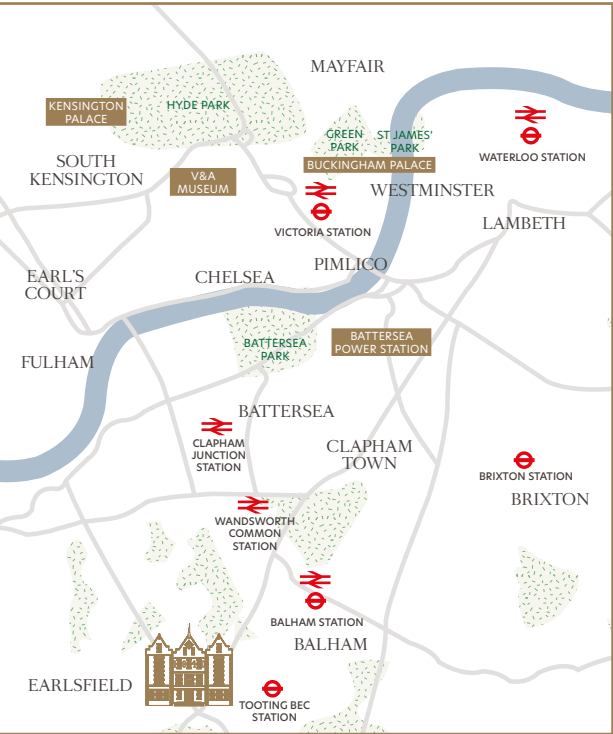 MAYFAIR
KENSINGTON
PALACE
HYDE PARK
GREEN
PARK
ST JAMES'
PARK
WATERLOO STATION
SOUTH
KENSINGTON
V&A
MUSEUM
BUCKINGHAM PALACE
WESTMINSTER
VICTORIA STATION
LAMBETH
EARL'S
COURT
CHELSEA
PIMLICO
FULHAM
BATTERSEA
PARK
BATTERSEA
POWER STATION
BATTERSEA
CLAPHAM
JUNCTION
STATION
CLAPHAM
TOWN
BRIXTON STATION
BRIXTON
WANDSWORTH
COMMON
STATION
BALHAM STATION
BALHAM
EARLSFIELD
TOOTING BEC
STATION